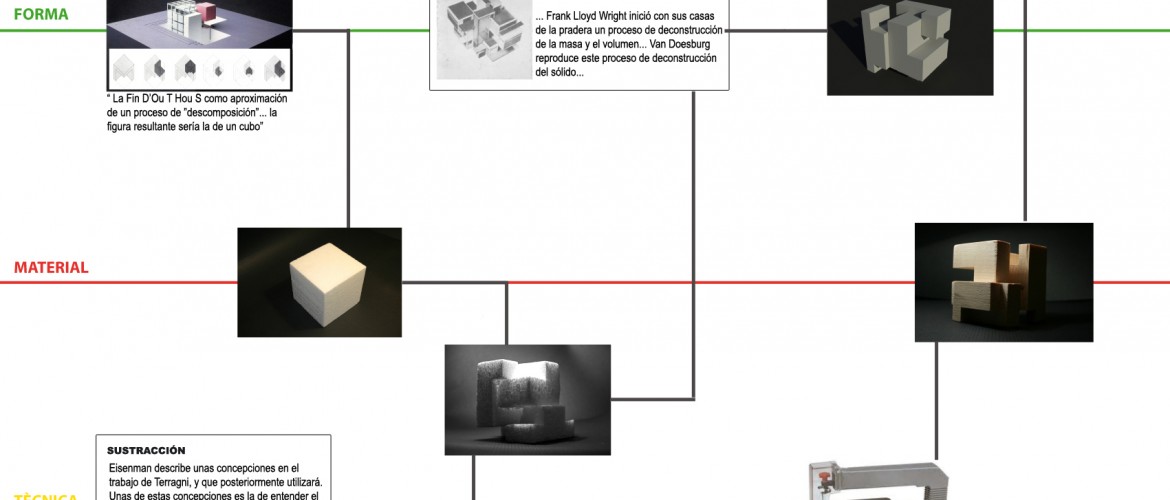 FORMA
... Frank Lloyd Wright inició con sus casas
de la pradera un proceso de deconstrucción
de la masa y el volumen... Van Doesburg
reproduce este proceso de deconstrucción
del sólido...
“ La Fin D’Ou T Hou S como aproximación
de un proceso de ”descomposición”... la
figura resultante sería la de un cubo”
MATERIAL
SUSTRACCIÓN
Eisenman describe unas concepciones en el
trabajo de Terragni, y que posteriormente utilizará.
Unas de estas concepciones es la de entender el
TÈCNICA